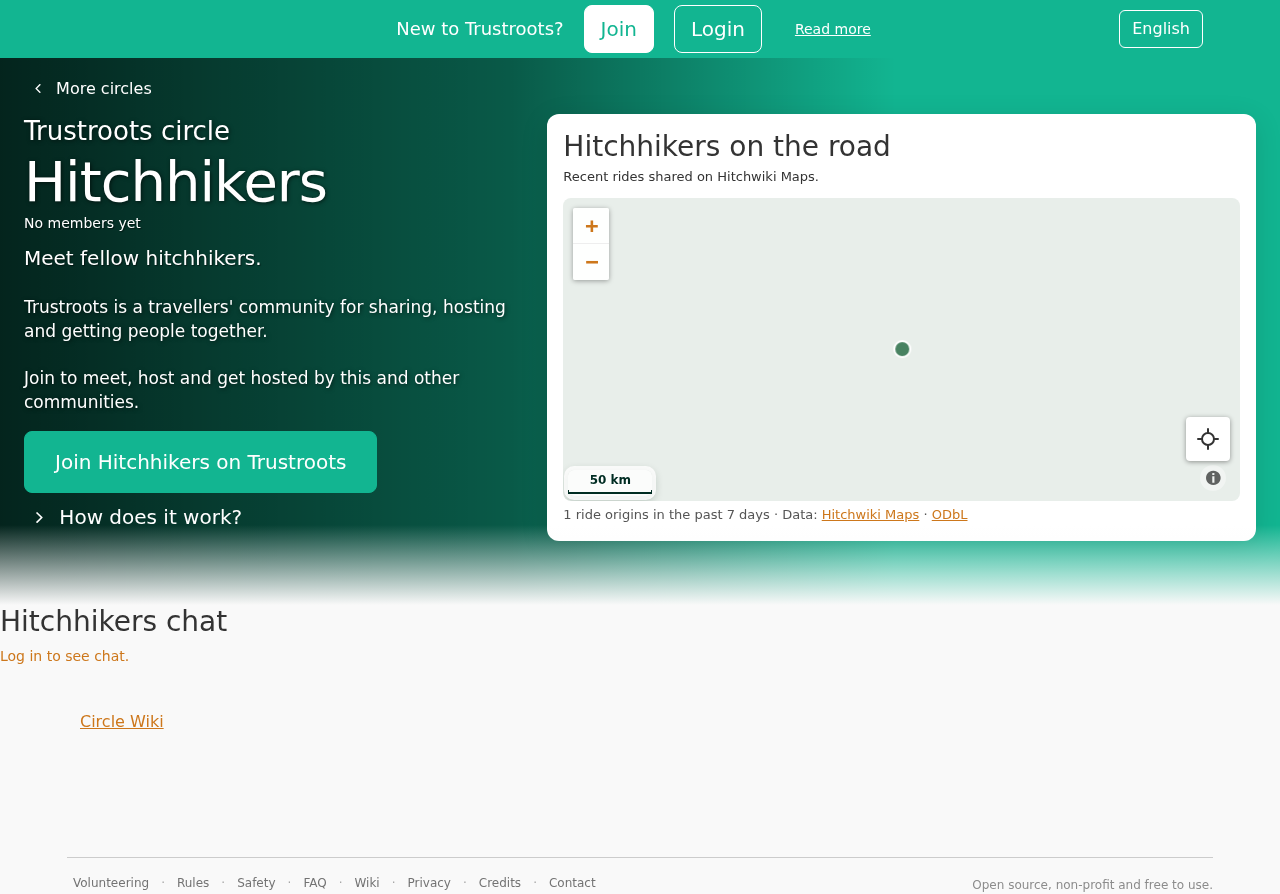 New to Trustroots? Join Login Read more English
More circles
Trustroots circle
Hitchhikers
No members yet
Meet fellow hitchhikers.
Trustroots is a travellers' community for sharing, hosting
and getting people together.
Join to meet, host and get hosted by this and other
communities.
Join Hitchhikers on Trustroots
How does it work?
Hitchhikers on the road
Recent rides shared on Hitchwiki Maps.
+
−
50 km
1 ride origins in the past 7 days · Data: Hitchwiki Maps · ODbL
Hitchhikers chat
Log in to see chat.
Circle Wiki
Volunteering · Rules · Safety · FAQ · Wiki · Privacy · Credits · Contact
Open source, non-profit and free to use.